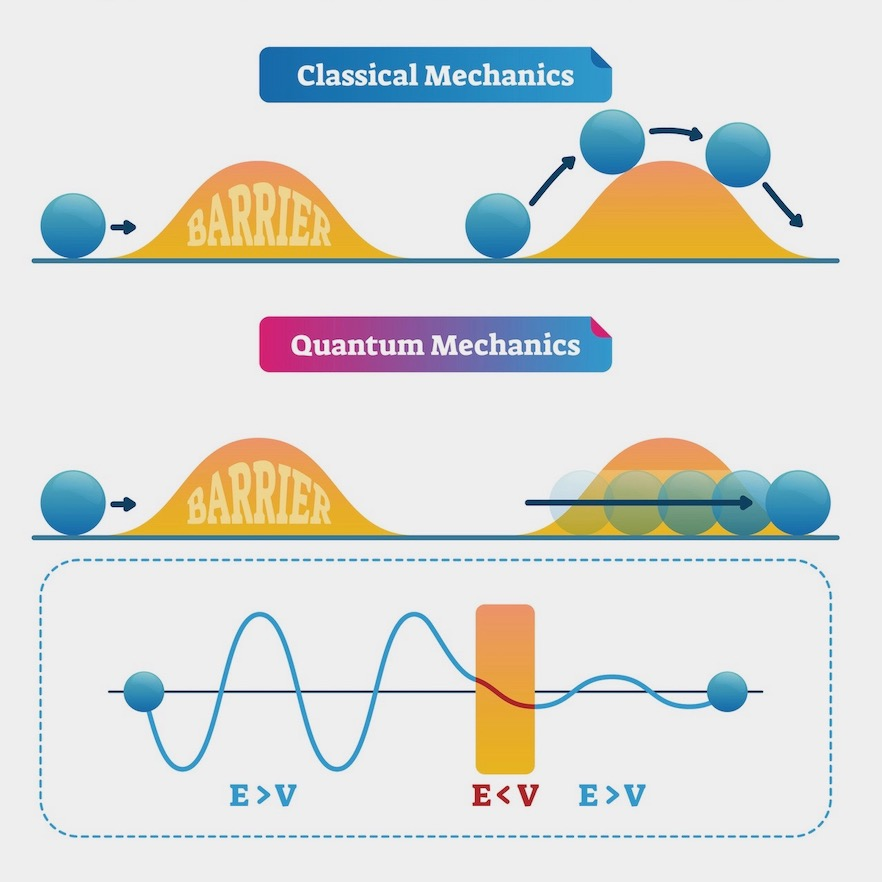 Classical Mechanics
BARRIER
Quantum Mechanics
BARRIER
E > V
E < V
E > V